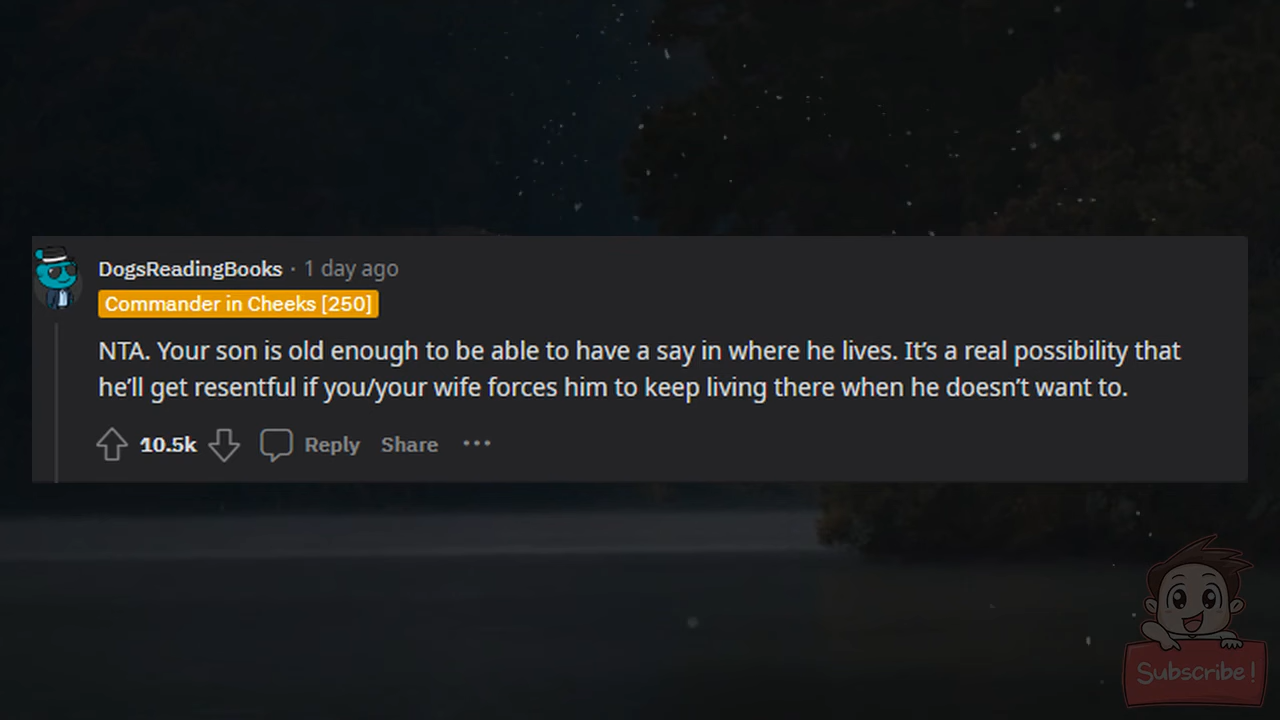 DogsReadingBooks · 1 day ago
Commander in Cheeks [250]
NTA. Your son is old enough to be able to have a say in where he lives. It’s a real possibility that
he’ll get resentful if you/your wife forces him to keep living there when he doesn’t want to.
10.5k Reply Share ···
Subscribe!